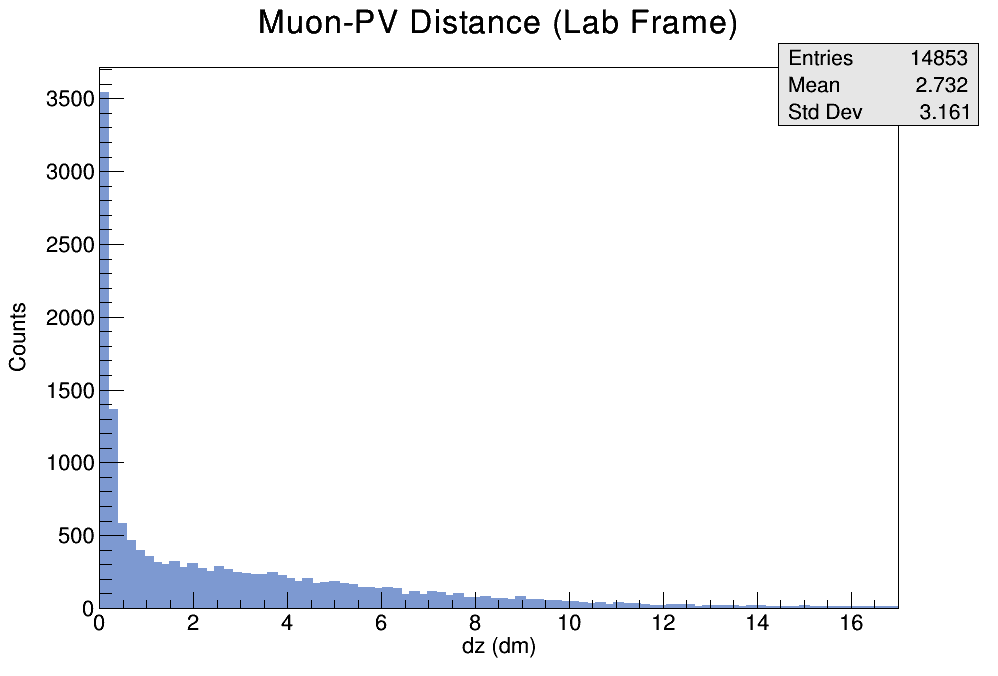 Muon-PV Distance (Lab Frame)
Entries 14853
Mean 2.732
Std Dev 3.161
Counts
3500
3000
2500
2000
1500
1000
500
0
0 2 4 6 8 10 12 14 16
dz (dm)